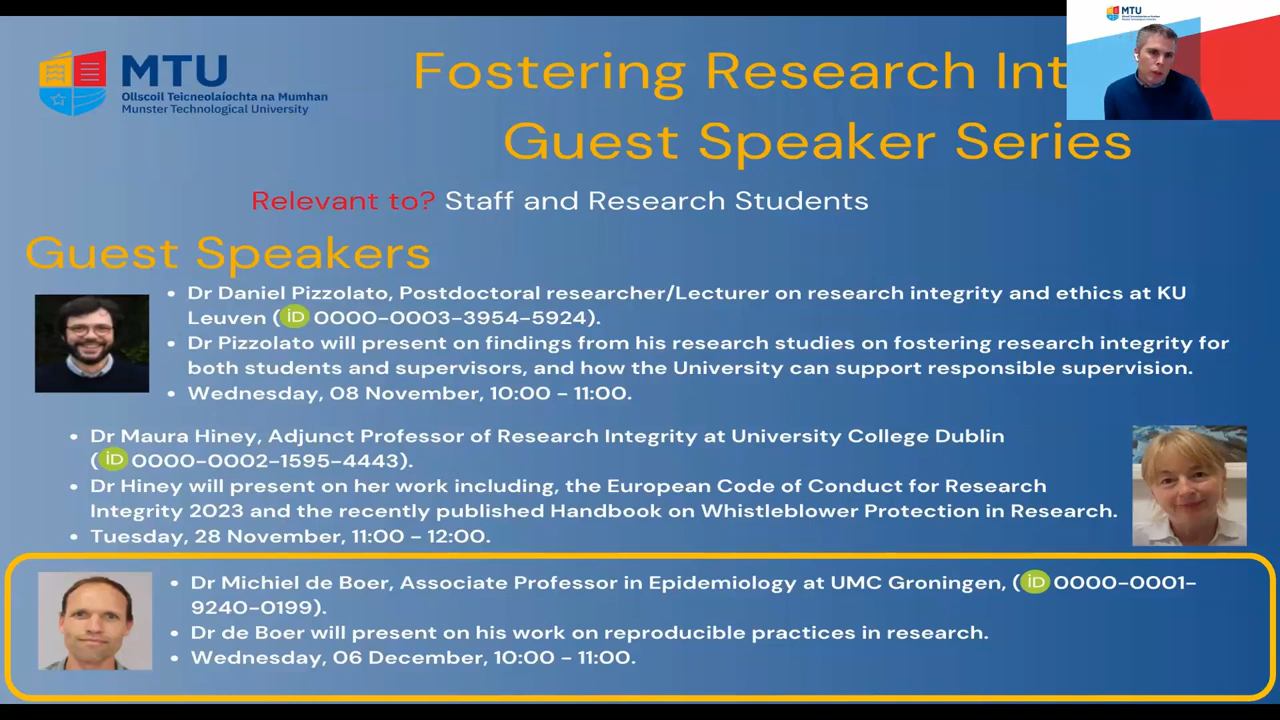 MTU
Ollscoil Teicneolaíochta na Mumhan
Munster Technological University
Fostering Research Int
Guest Speaker Series
MTU
Relevant to? Staff and Research Students
Guest Speakers
• Dr Daniel Pizzolato, Postdoctoral researcher/Lecturer on research integrity and ethics at KU
Leuven (iD 0000-0003-3954-5924).
• Dr Pizzolato will present on findings from his research studies on fostering research integrity for
both students and supervisors, and how the University can support responsible supervision.
• Wednesday, 08 November, 10:00 - 11:00.
• Dr Maura Hiney, Adjunct Professor of Research Integrity at University College Dublin
(iD 0000-0002-1595-4443).
• Dr Hiney will present on her work including, the European Code of Conduct for Research
Integrity 2023 and the recently published Handbook on Whistleblower Protection in Research.
• Tuesday, 28 November, 11:00 - 12:00.
• Dr Michiel de Boer, Associate Professor in Epidemiology at UMC Groningen, (iD 0000-0001-
9240-0199).
• Dr de Boer will present on his work on reproducible practices in research.
• Wednesday, 06 December, 10:00 - 11:00.